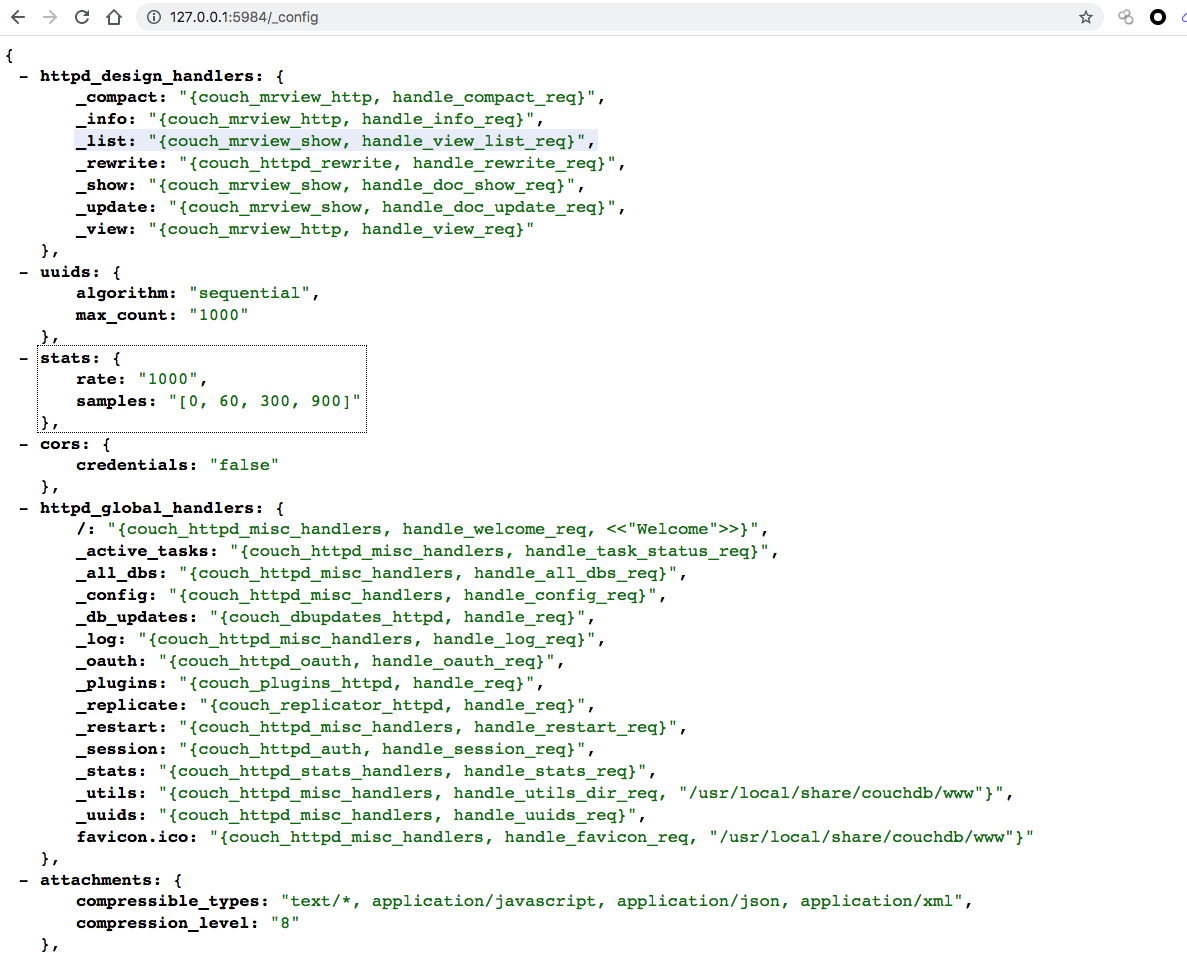 127.0.0.1:5984/_config
{
- httpd_design_handlers: {
_compact: "{couch_mrview_http, handle_compact_req}",
_info: "{couch_mrview_http, handle_info_req}",
_list: "{couch_mrview_show, handle_view_list_req}",
_rewrite: "{couch_httpd_rewrite, handle_rewrite_req}",
_show: "{couch_mrview_show, handle_doc_show_req}",
_update: "{couch_mrview_show, handle_doc_update_req}",
_view: "{couch_mrview_http, handle_view_req}"
},
- uuids: {
algorithm: "sequential",
max_count: "1000"
},
- stats: {
rate: "1000",
samples: "[0, 60, 300, 900]"
},
- cors: {
credentials: "false"
},
- httpd_global_handlers: {
/: "{couch_httpd_misc_handlers, handle_welcome_req, <<"Welcome">>}",
_active_tasks: "{couch_httpd_misc_handlers, handle_task_status_req}",
_all_dbs: "{couch_httpd_misc_handlers, handle_all_dbs_req}",
_config: "{couch_httpd_misc_handlers, handle_config_req}",
_db_updates: "{couch_dbupdates_httpd, handle_req}",
_log: "{couch_httpd_misc_handlers, handle_log_req}",
_oauth: "{couch_httpd_oauth, handle_oauth_req}",
_plugins: "{couch_plugins_httpd, handle_req}",
_replicate: "{couch_replicator_httpd, handle_req}",
_restart: "{couch_httpd_misc_handlers, handle_restart_req}",
_session: "{couch_httpd_auth, handle_session_req}",
_stats: "{couch_httpd_stats_handlers, handle_stats_req}",
_utils: "{couch_httpd_misc_handlers, handle_utils_dir_req, "/usr/local/share/couchdb/www"}",
_uuids: "{couch_httpd_misc_handlers, handle_uuids_req}",
favicon.ico: "{couch_httpd_misc_handlers, handle_favicon_req, "/usr/local/share/couchdb/www"}"
},
- attachments: {
compressible_types: "text/*, application/javascript, application/json, application/xml",
compression_level: "8"
},